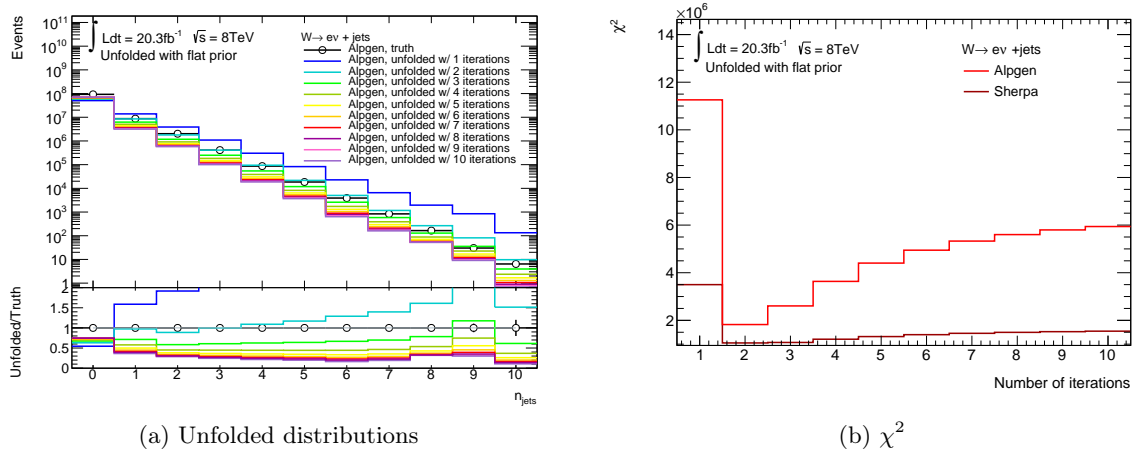 Events
10¹¹
10¹⁰
10⁹
10⁸
10⁷
10⁶
10⁵
10⁴
10³
10²
10
1
∫ Ldt = 20.3fb⁻¹ √s = 8TeV
Unfolded with flat prior
W→ eν + jets
Alpgen, truth
Alpgen, unfolded w/ 1 iterations
Alpgen, unfolded w/ 2 iterations
Alpgen, unfolded w/ 3 iterations
Alpgen, unfolded w/ 4 iterations
Alpgen, unfolded w/ 5 iterations
Alpgen, unfolded w/ 6 iterations
Alpgen, unfolded w/ 7 iterations
Alpgen, unfolded w/ 8 iterations
Alpgen, unfolded w/ 9 iterations
Alpgen, unfolded w/ 10 iterations
Unfolded/Truth
2
1.5
1
0.5
0
0 1 2 3 4 5 6 7 8 9 10
n_jets
(a) Unfolded distributions
χ²
×10⁶
14
12
10
8
6
4
2
∫ Ldt = 20.3fb⁻¹ √s = 8TeV
Unfolded with flat prior
W→ eν +jets
Alpgen
Sherpa
1 2 3 4 5 6 7 8 9 10
Number of iterations
(b) χ²